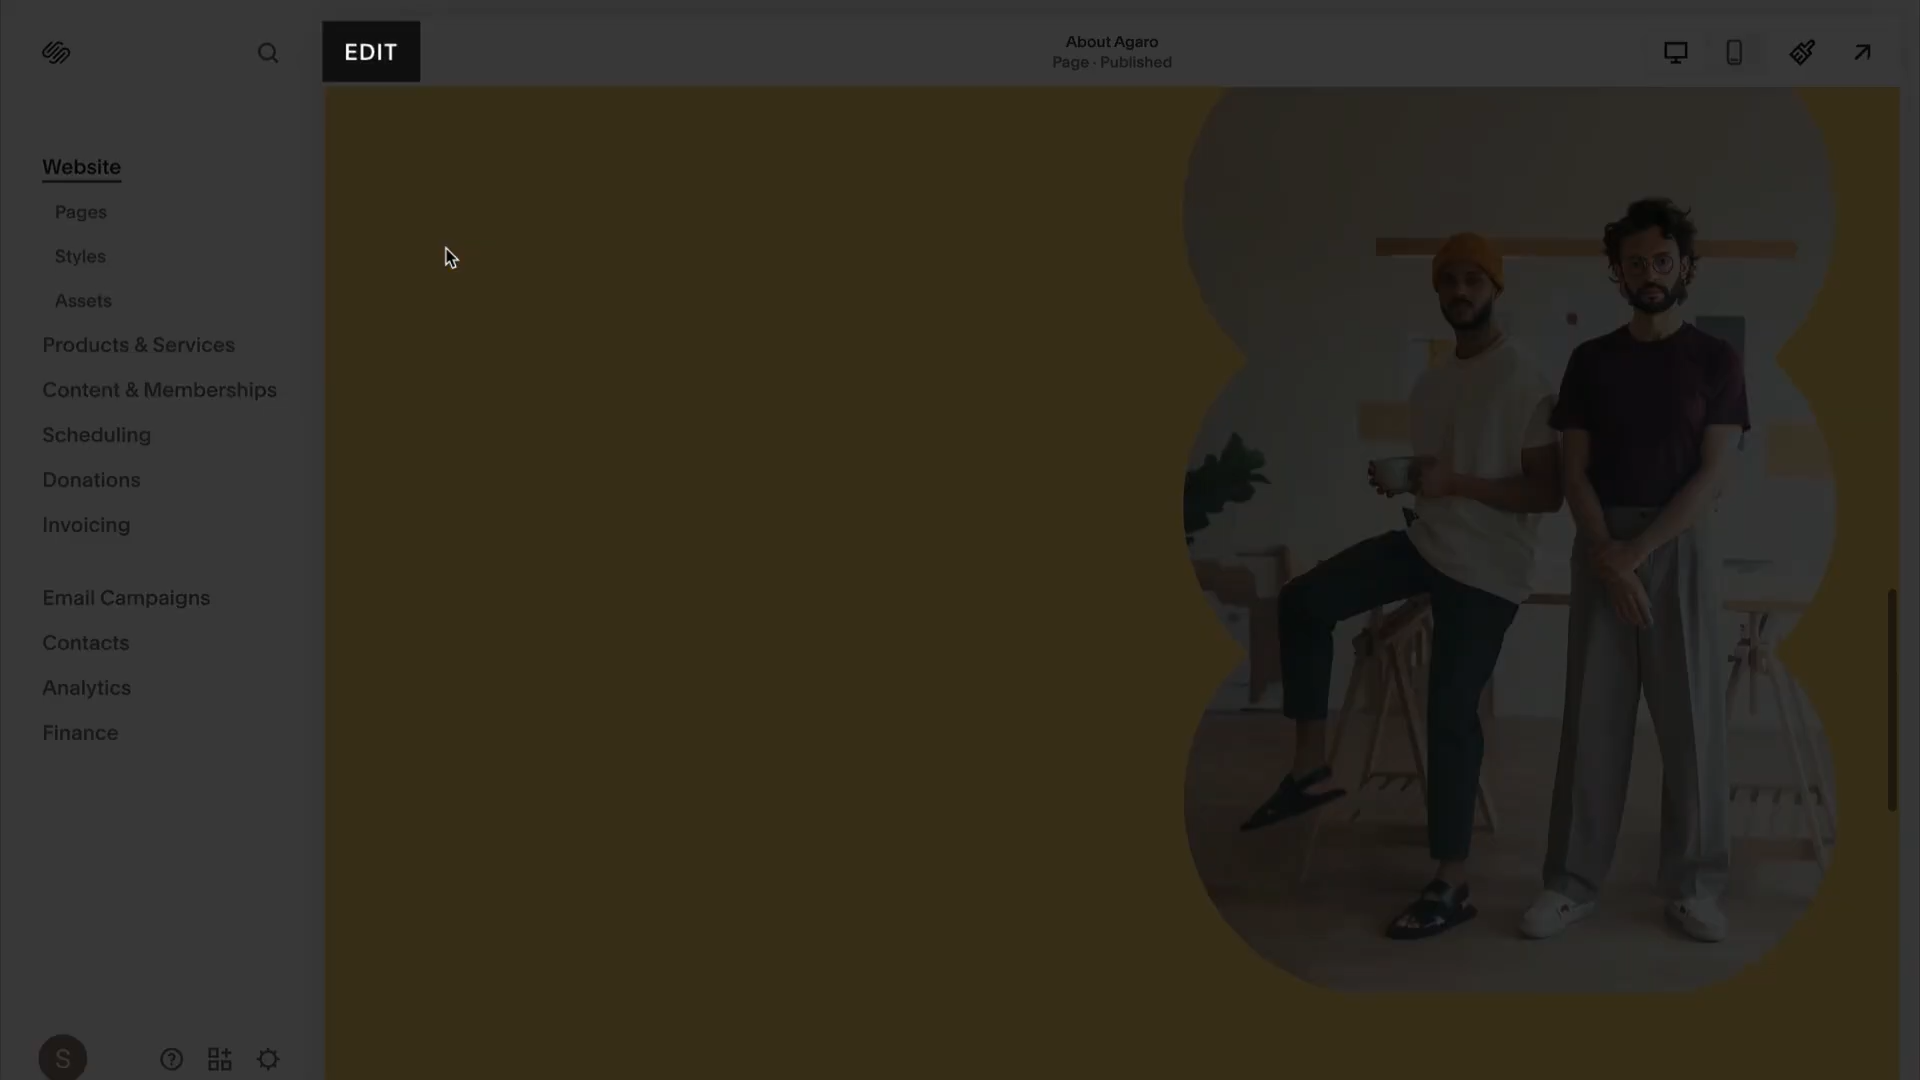 EDIT
About Agaro
Page · Published
Website
Pages
Styles
Assets
Products & Services
Content & Memberships
Scheduling
Donations
Invoicing
Email Campaigns
Contacts
Analytics
Finance
S